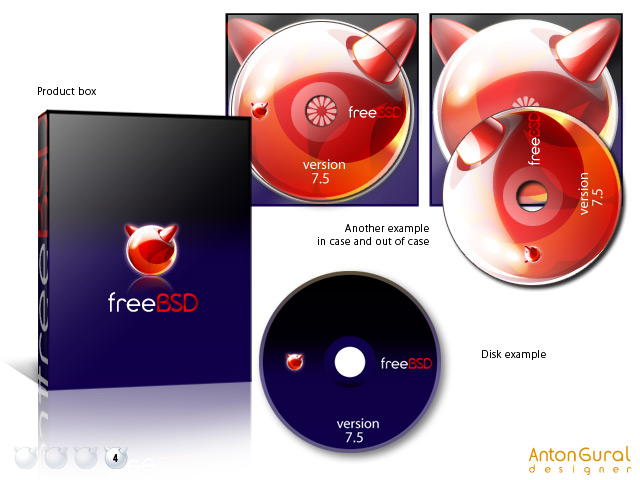 Product box
freeBSD
version
7.5
freeBSD
version
7.5
Another example
in case and out of case
freeBSD
freeBSD
freeBSD
version
7.5
Disk example
4
AntonGural
designer